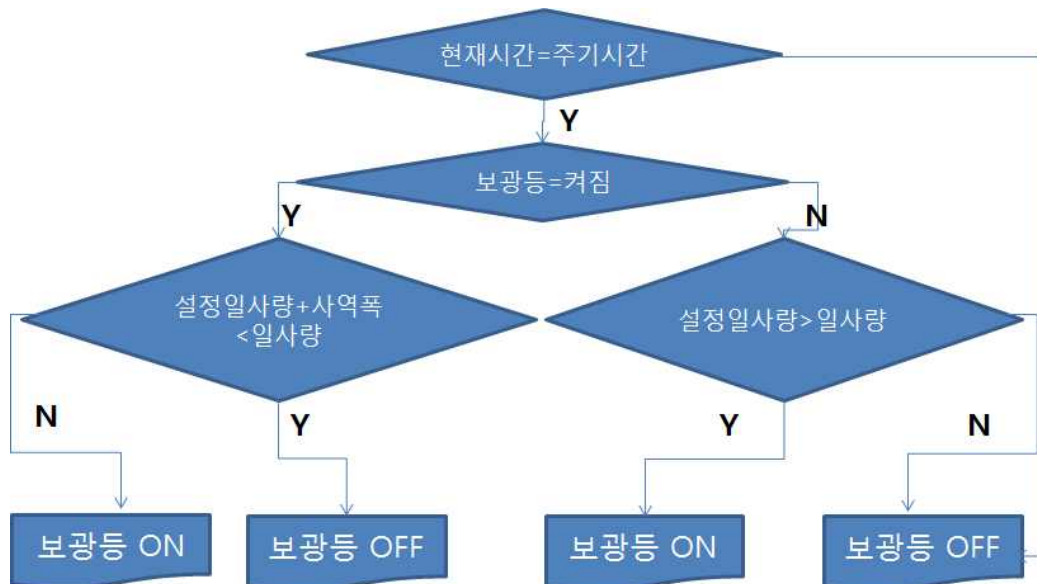 현재시간=주기시간
Y
보광등=켜짐
Y
N
설정일사량+사역폭
<일사량
설정일사량>일사량
N
Y
Y
N
보광등 ON
보광등 OFF
보광등 ON
보광등 OFF